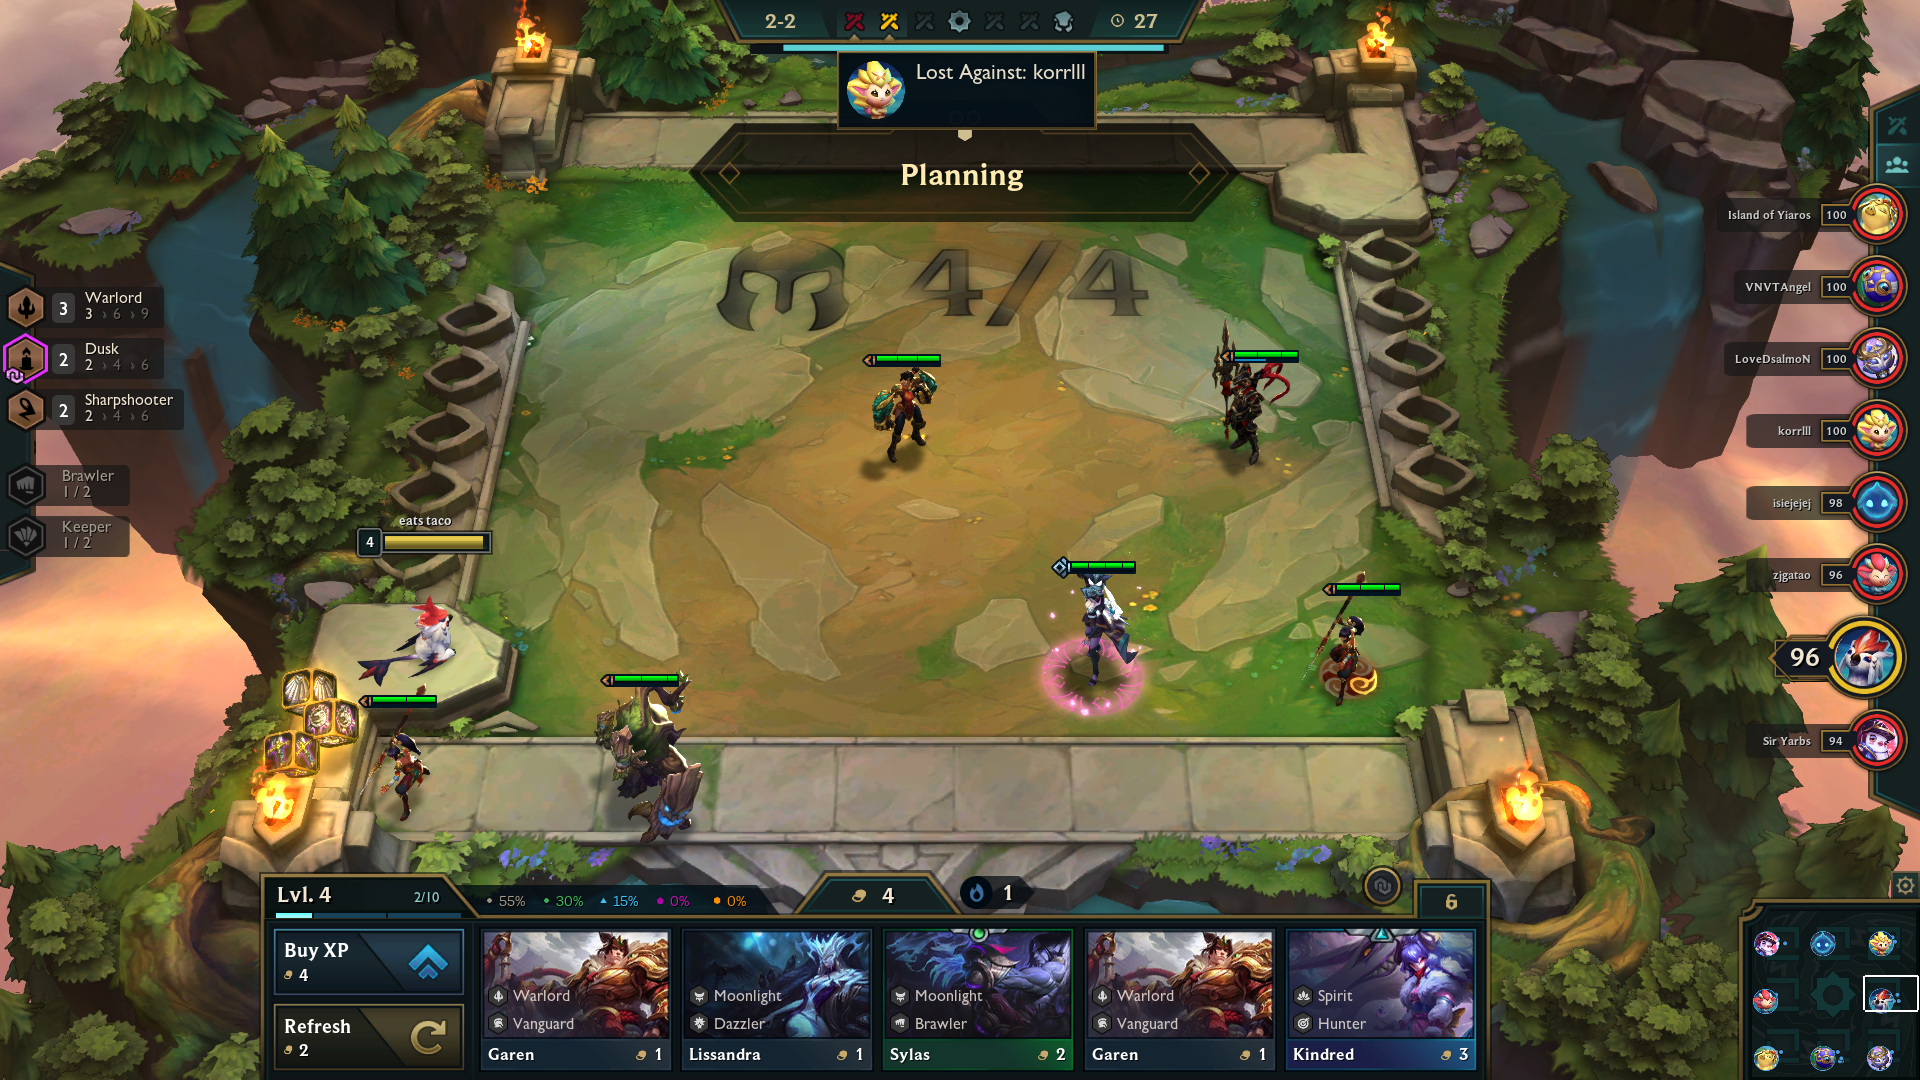 2-2
27
Lost Against: korrlll
Planning
4/4
3
Warlord
3 › 6 › 9
2
Dusk
2 › 4 › 6
2
Sharpshooter
2 › 4 › 6
Brawler
1 / 2
Keeper
1 / 2
eats taco
4
Island of Yiaros 100
VNVTAngel 100
LoveDsalmoN 100
korrlll 100
isiejejej 98
zjgatao 96
96
Sir Yarbs 94
Lvl. 4
2/10
55%
30%
15%
0%
0%
4
1
6
Buy XP
4
Refresh
2
Warlord
Vanguard
Garen 1
Moonlight
Dazzler
Lissandra 1
Moonlight
Brawler
Sylas 2
Warlord
Vanguard
Garen 1
Spirit
Hunter
Kindred 3